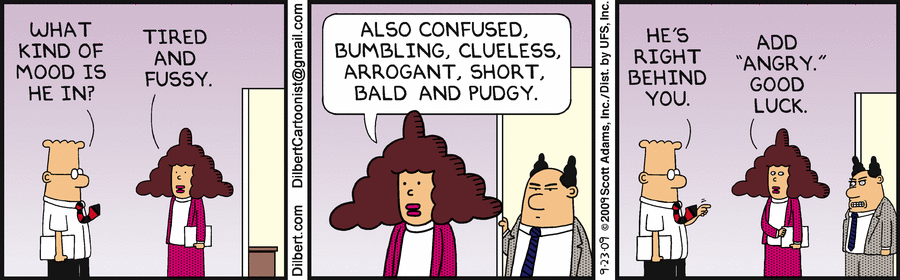 WHAT
KIND OF
MOOD IS
HE IN?
TIRED
AND
FUSSY.
Dilbert.com DilbertCartoonist@gmail.com
ALSO CONFUSED,
BUMBLING, CLUELESS,
ARROGANT, SHORT,
BALD AND PUDGY.
9-23-09 ©2009 Scott Adams, Inc./Dist. by UFS, Inc.
HE'S
RIGHT
BEHIND
YOU.
ADD
"ANGRY."
GOOD
LUCK.